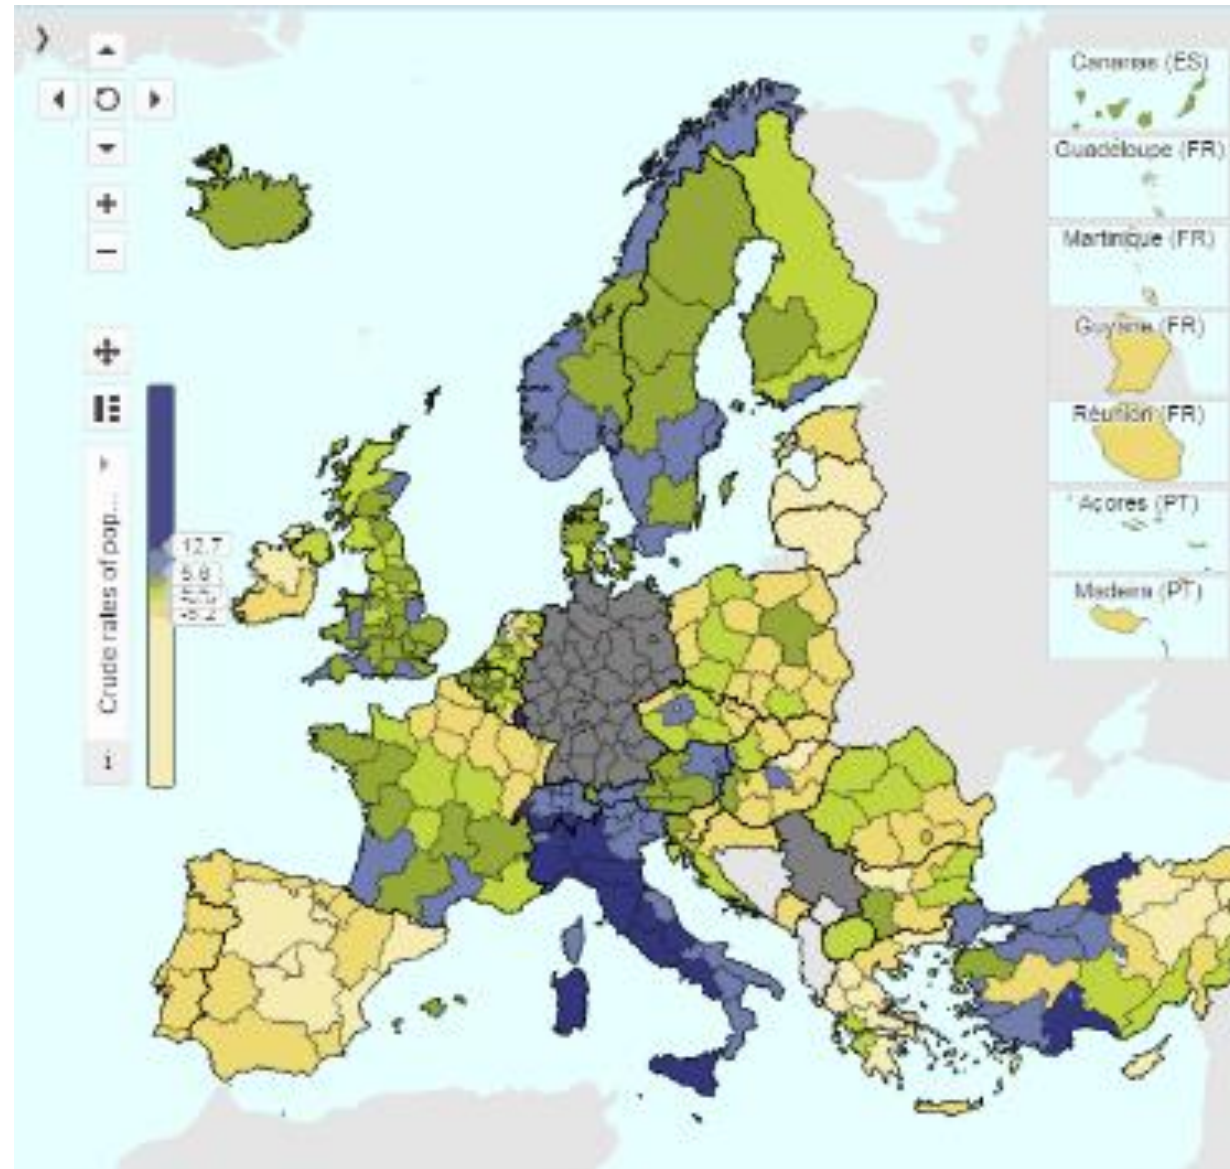 Crude rates of pop...
12.7
5.8
i
Canarias (ES)
Guadeloupe (FR)
Martinique (FR)
Guyane (FR)
Réunion (FR)
Açores (PT)
Madeira (PT)